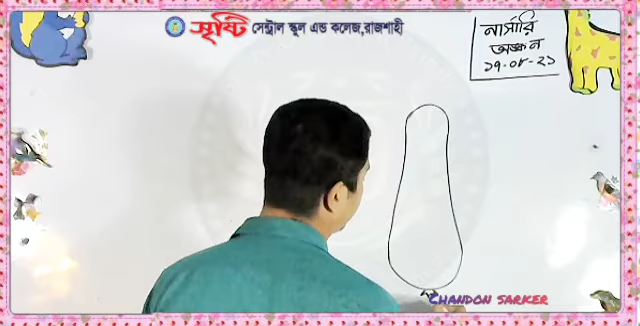 সৃষ্টি সেন্ট্রাল স্কুল এন্ড কলেজ,রাজশাহী
নার্সারি
অঙ্কন
১৭-০৮-২১
CHANDON SARKER